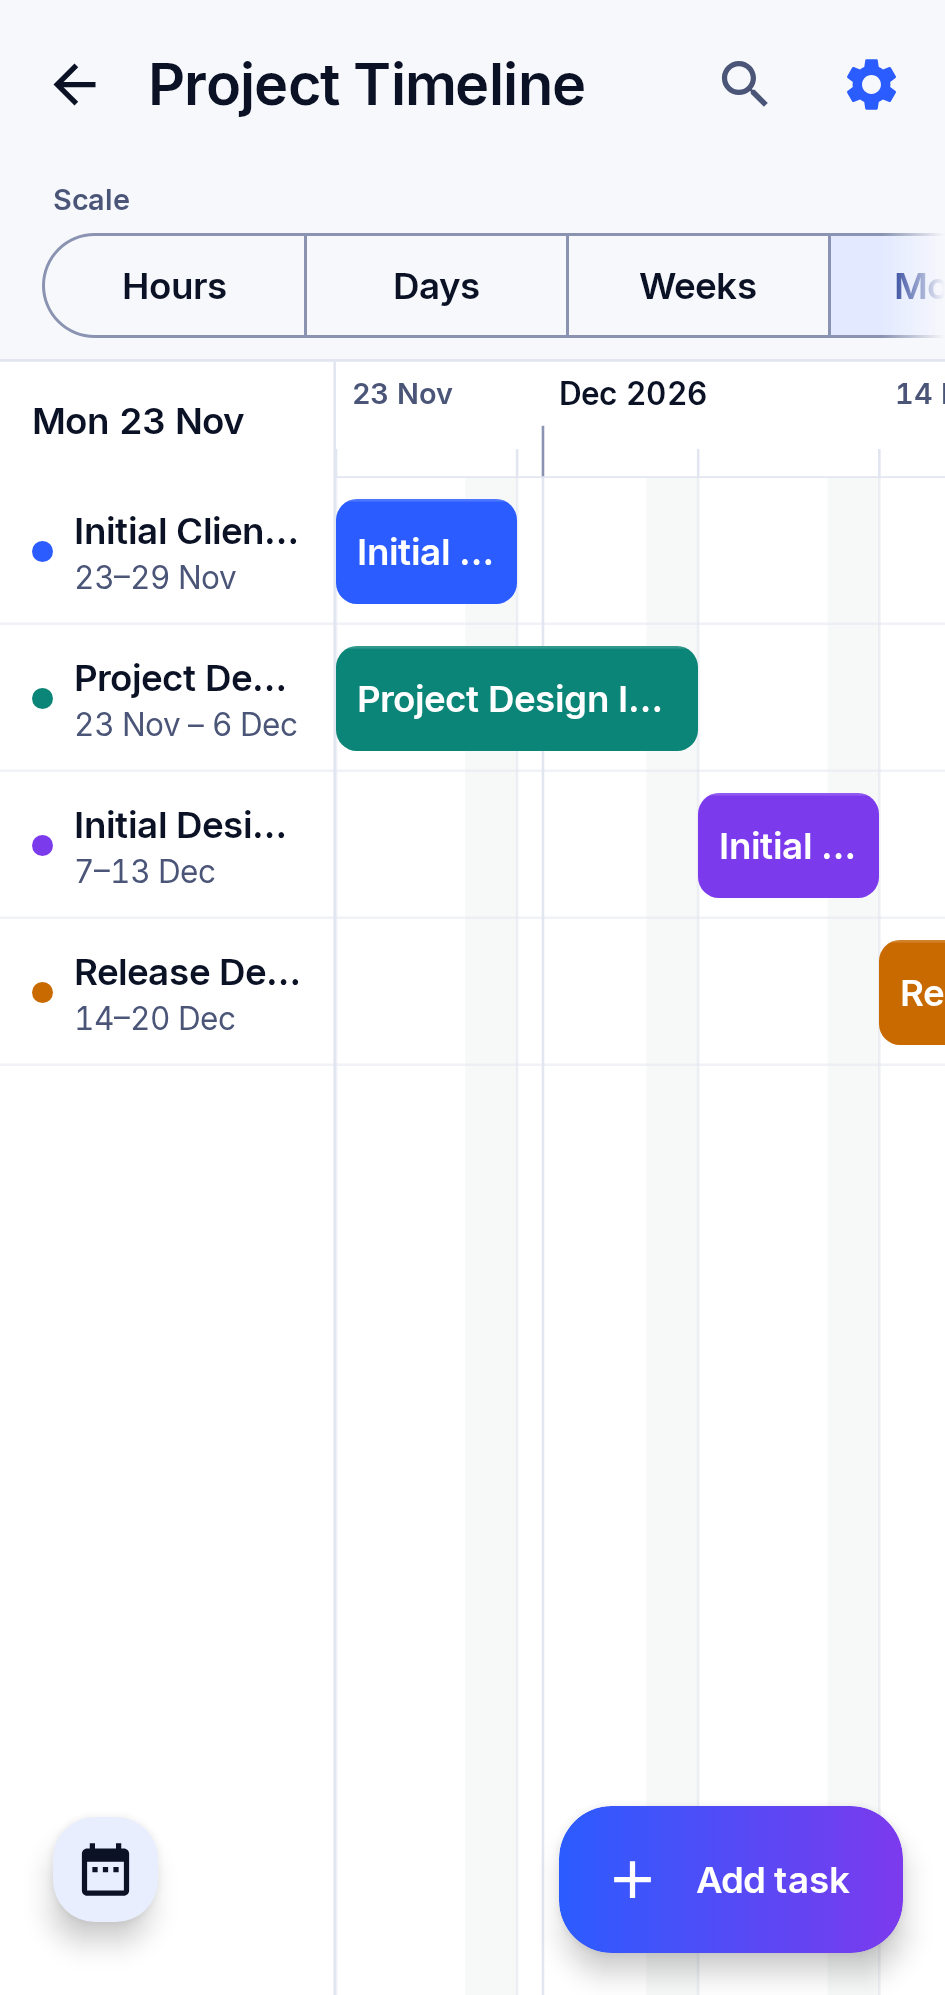 Project Timeline
Scale
Hours
Days
Weeks
Mon 23 Nov
23 Nov
Dec 2026
14
Initial Clien...
23–29 Nov
Initial ...
Project De...
23 Nov – 6 Dec
Project Design I...
Initial Desi...
7–13 Dec
Initial ...
Release De...
14–20 Dec
Re
Add task